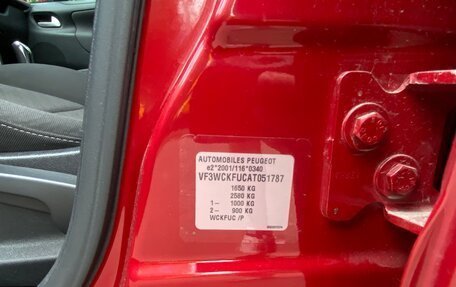 AUTOMOBILES PEUGEOT
e2*2001/116*0340
VF3WCKFUCAT051787
1650 KG
2580 KG
1- 1000 KG
2- 900 KG
WCKFUC /P